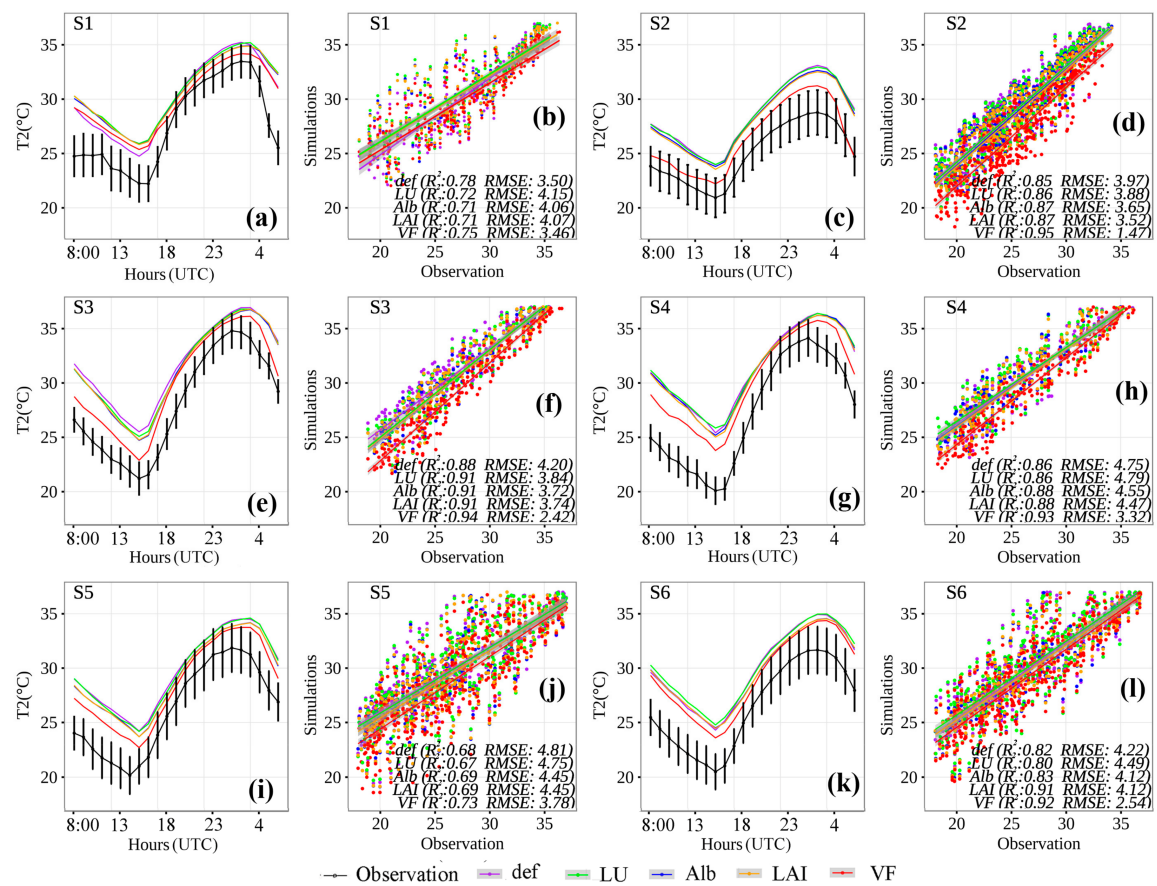 S1
35
30
25
20
T2(°C)
(a)
8:00 13 18 23 4
Hours (UTC)
S1
35
30
25
20
Simulations
(b)
def (R²:0.78 RMSE: 3.50)
LU (R²:0.72 RMSE: 4.15)
Alb (R²:0.71 RMSE: 4.06)
LAI (R²:0.71 RMSE: 4.07)
VF (R²:0.75 RMSE: 3.46)
20 25 30 35
Observation
S2
35
30
25
20
T2(°C)
(c)
8:00 13 18 23 4
Hours (UTC)
S2
35
30
25
20
Simulations
(d)
def (R²:0.85 RMSE: 3.97)
LU (R²:0.86 RMSE: 3.88)
Alb (R²:0.87 RMSE: 3.65)
LAI (R²:0.87 RMSE: 3.52)
VF (R²:0.95 RMSE: 1.47)
20 25 30 35
Observation
S3
35
30
25
20
T2(°C)
(e)
8:00 13 18 23 4
Hours (UTC)
S3
35
30
25
20
Simulations
(f)
def (R²:0.88 RMSE: 4.20)
LU (R²:0.91 RMSE: 3.84)
Alb (R²:0.91 RMSE: 3.72)
LAI (R²:0.91 RMSE: 3.74)
VF (R²:0.94 RMSE: 2.42)
20 25 30 35
Observation
S4
35
30
25
20
T2(°C)
(g)
8:00 13 18 23 4
Hours (UTC)
S4
35
30
25
20
Simulations
(h)
def (R²:0.86 RMSE: 4.75)
LU (R²:0.86 RMSE: 4.79)
Alb (R²:0.88 RMSE: 4.55)
LAI (R²:0.88 RMSE: 4.47)
VF (R²:0.93 RMSE: 3.32)
20 25 30 35
Observation
S5
35
30
25
20
T2(°C)
(i)
8:00 13 18 23 4
Hours (UTC)
S5
35
30
25
20
Simulations
(j)
def (R²:0.68 RMSE: 4.81)
LU (R²:0.67 RMSE: 4.75)
Alb (R²:0.69 RMSE: 4.45)
LAI (R²:0.69 RMSE: 4.45)
VF (R²:0.73 RMSE: 3.78)
20 25 30 35
Observation
S6
35
30
25
20
T2(°C)
(k)
8:00 13 18 23 4
Hours (UTC)
S6
35
30
25
20
Simulations
(l)
def (R²:0.82 RMSE: 4.22)
LU (R²:0.80 RMSE: 4.49)
Alb (R²:0.83 RMSE: 4.12)
LAI (R²:0.91 RMSE: 4.12)
VF (R²:0.92 RMSE: 2.54)
20 25 30 35
Observation
Observation def LU Alb LAI VF